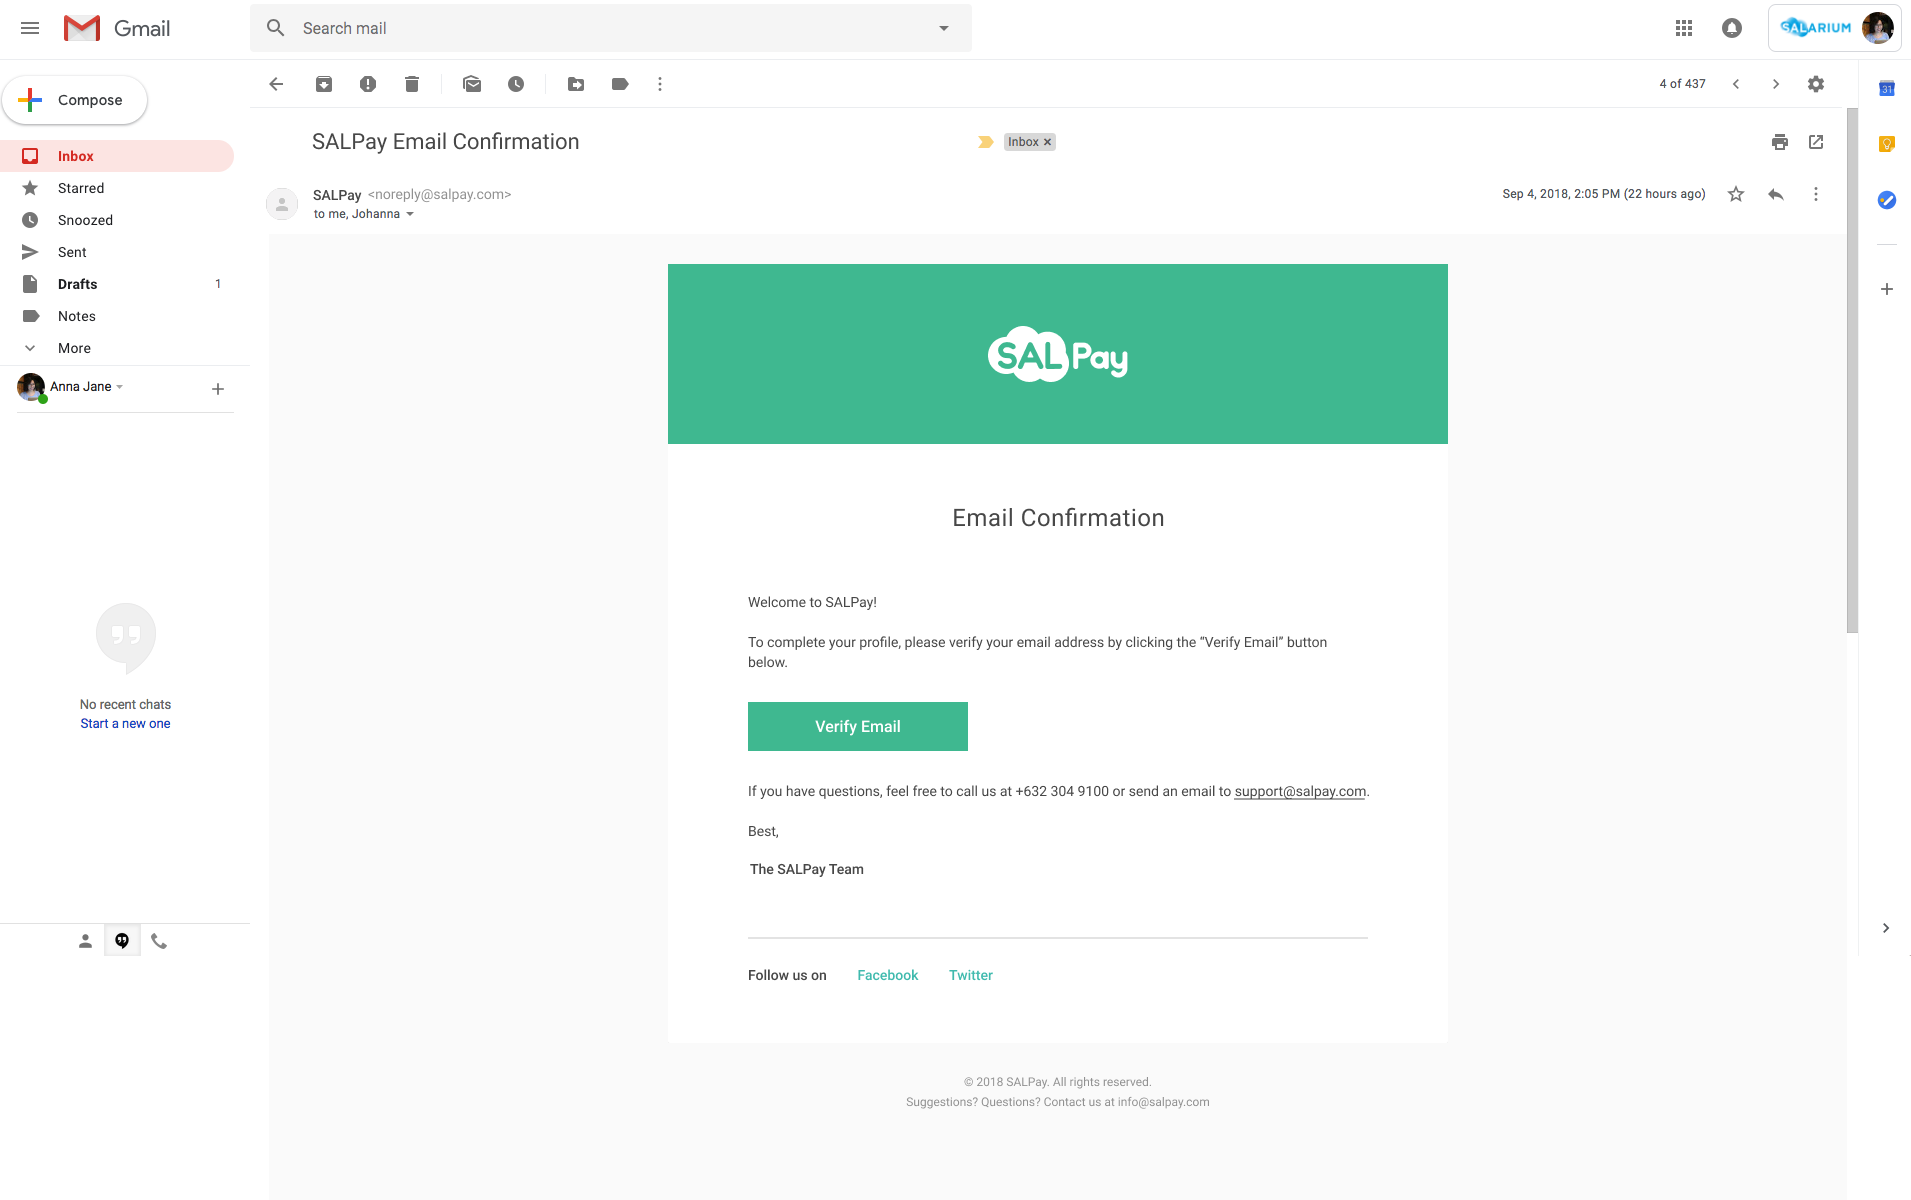 Gmail
Search mail
SALARIUM
Compose
4 of 437
31
Inbox
Starred
Snoozed
Sent
Drafts 1
Notes
More
Anna Jane
No recent chats
Start a new one
SALPay Email Confirmation
Inbox ×
SALPay <noreply@salpay.com>
Sep 4, 2018, 2:05 PM (22 hours ago)
to me, Johanna
SALPay
Email Confirmation
Welcome to SALPay!
To complete your profile, please verify your email address by clicking the “Verify Email” button
below.
Verify Email
If you have questions, feel free to call us at +632 304 9100 or send an email to support@salpay.com.
Best,
The SALPay Team
Follow us on Facebook Twitter
© 2018 SALPay. All rights reserved.
Suggestions? Questions? Contact us at info@salpay.com